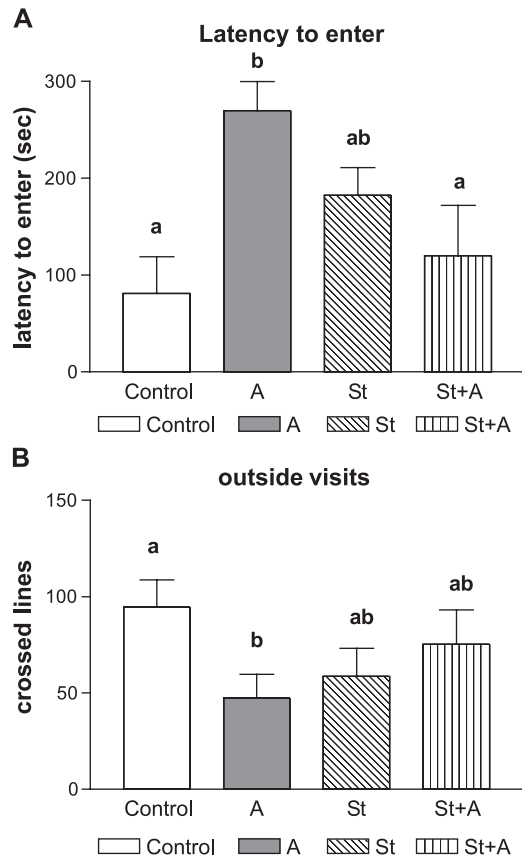 A
Latency to enter
latency to enter (sec)
300
200
100
0
a
b
ab
a
Control A St St+A
Control A St St+A
B
outside visits
crossed lines
150
100
50
0
a
b
ab
ab
Control A St St+A
Control A St St+A